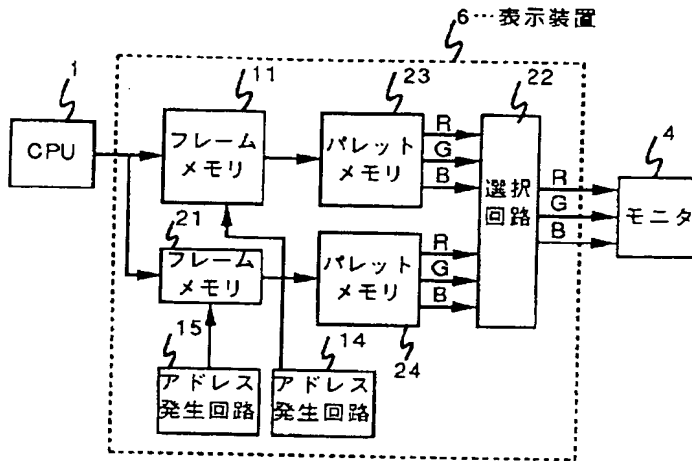 6…表示装置
1
11
23
22
4
CPU
フレーム
メモリ
パレット
メモリ
R
G
B
選択
回路
R
G
B
モニタ
21
フレーム
メモリ
パレット
メモリ
R
G
B
15
14
24
アドレス
発生回路
アドレス
発生回路